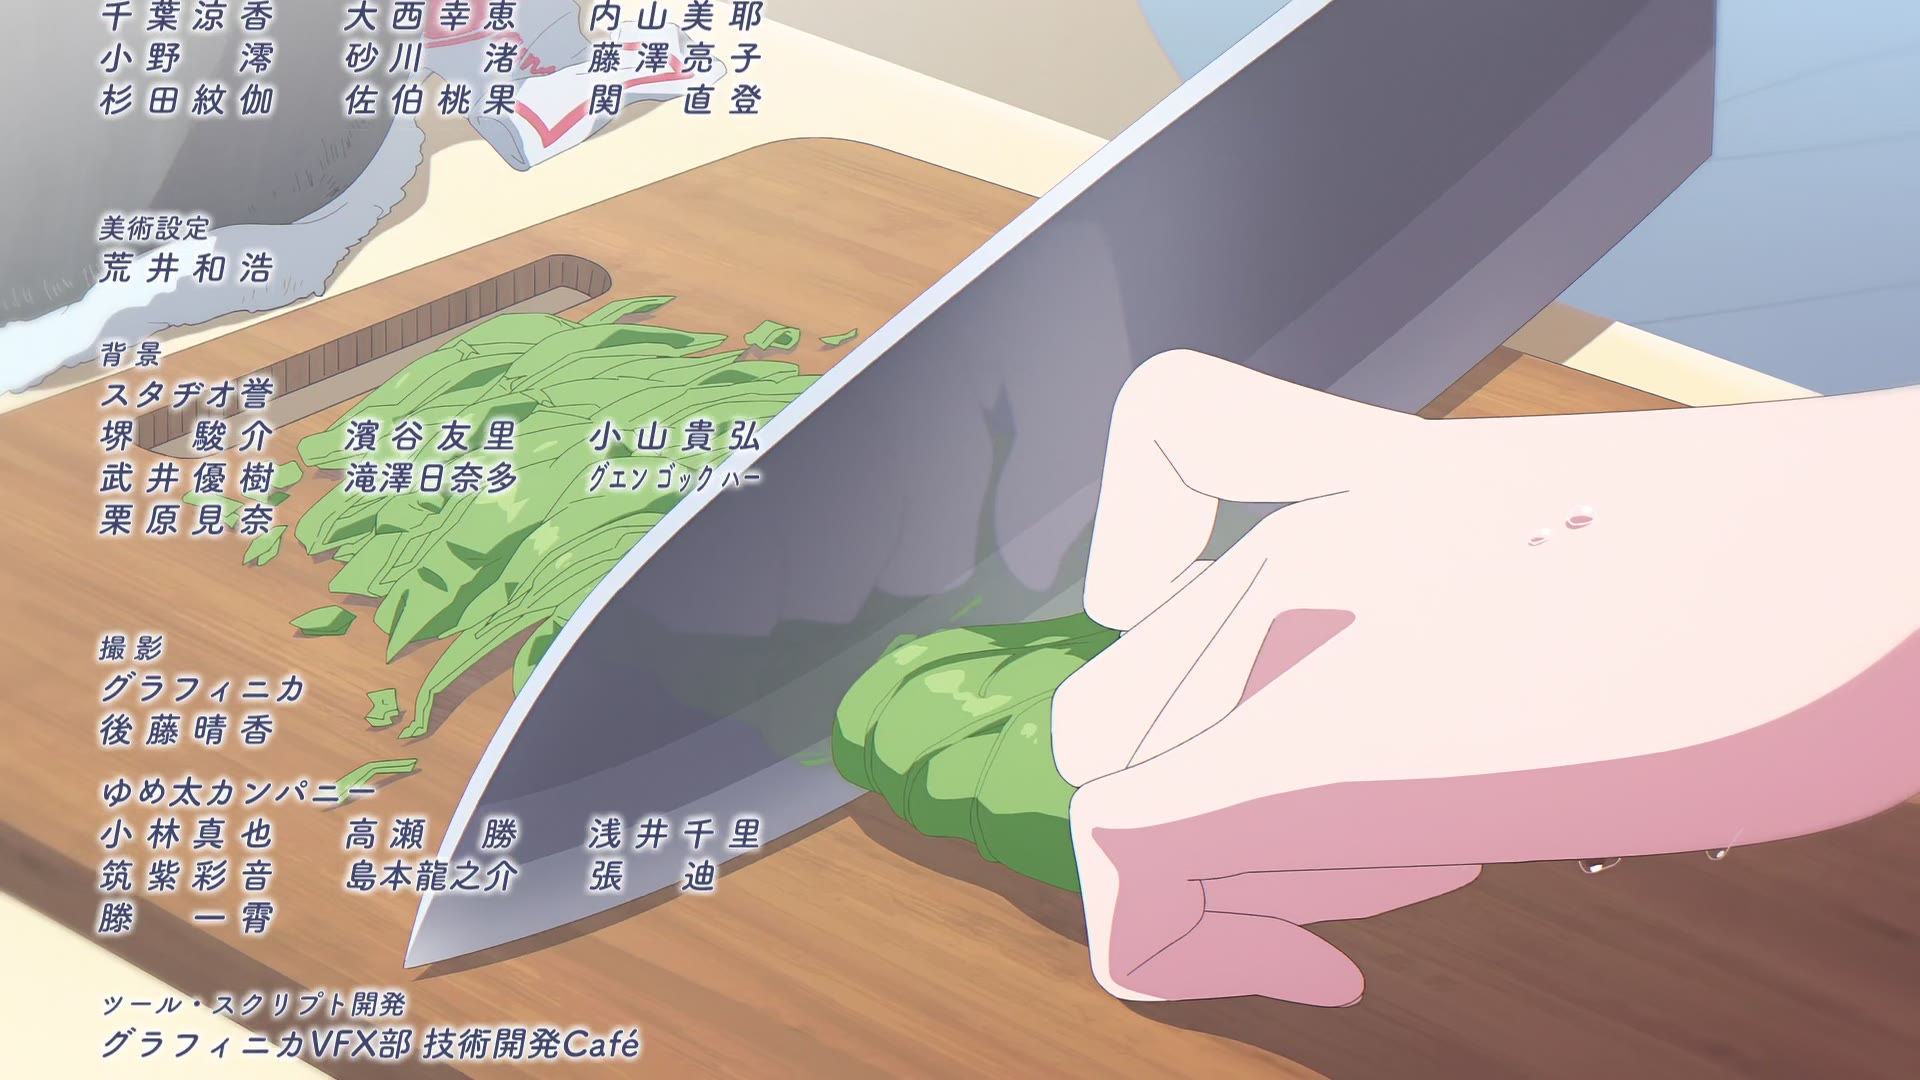 千葉涼香 大西幸恵 内山美耶
小野 澪 砂川 渚 藤澤亮子
杉田紋伽 佐伯桃果 関 直登
美術設定
荒井和浩
背景
スタヂオ誉
堺 駿介 濱谷友里 小山貴弘
武井優樹 滝澤日奈多 グエン ゴック ハー
栗原見奈
撮影
グラフィニカ
後藤晴香
ゆめ太カンパニー
小林真也 高瀬 勝 浅井千里
筑紫彩音 島本龍之介 張 迪
滕 一霄
ツール・スクリプト開発
グラフィニカVFX部 技術開発Café